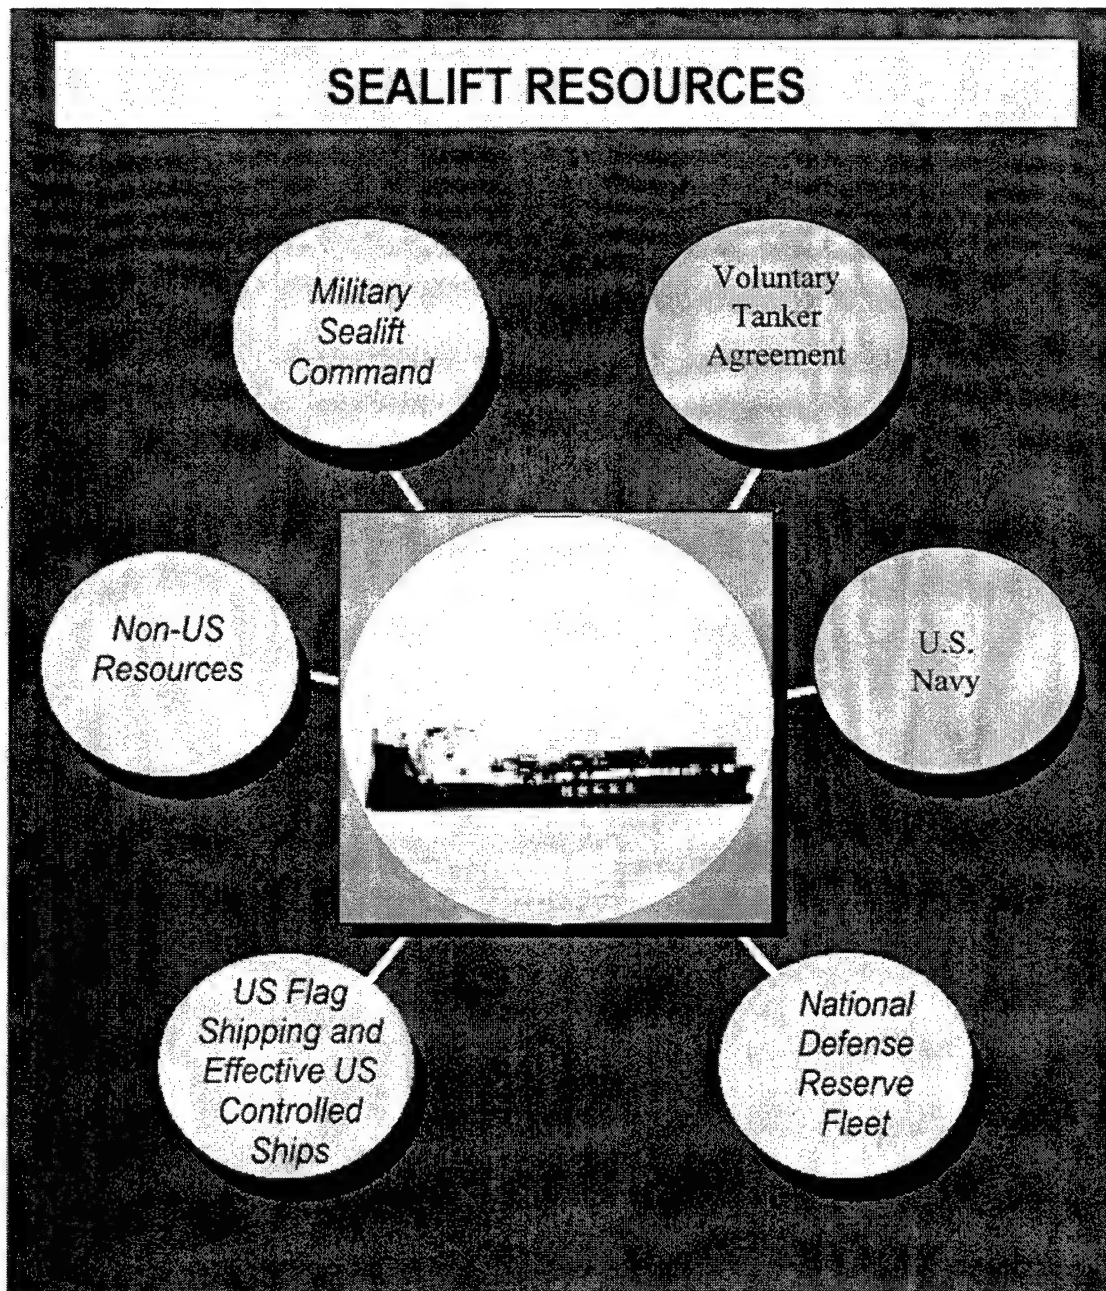 SEALIFT RESOURCES
Military
Sealift
Command
Voluntary
Tanker
Agreement
Non-US
Resources
U.S.
Navy
US Flag
Shipping and
Effective US
Controlled
Ships
National
Defense
Reserve
Fleet